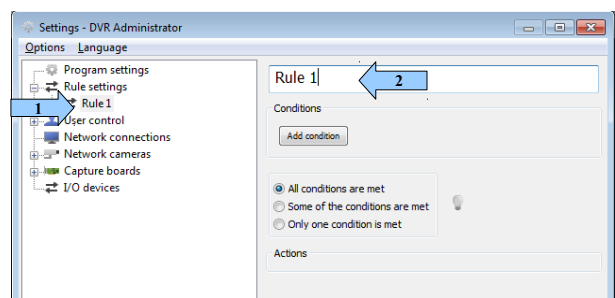 Settings - DVR Administrator
Options Language
Program settings
Rule settings
Rule 1
User control
Network connections
Network cameras
Capture boards
I/O devices
1
Rule 1
2
Conditions
Add condition
All conditions are met
Some of the conditions are met
Only one condition is met
Actions